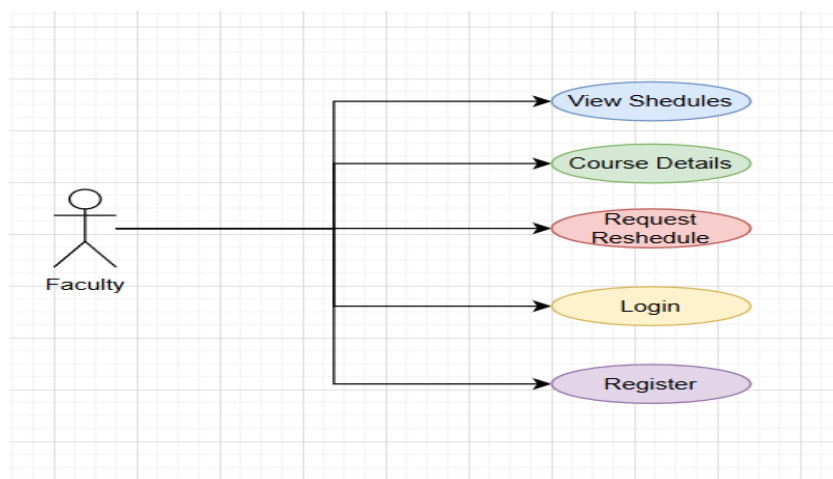 View Shedules
Course Details
Request
Reshedule
Faculty
Login
Register